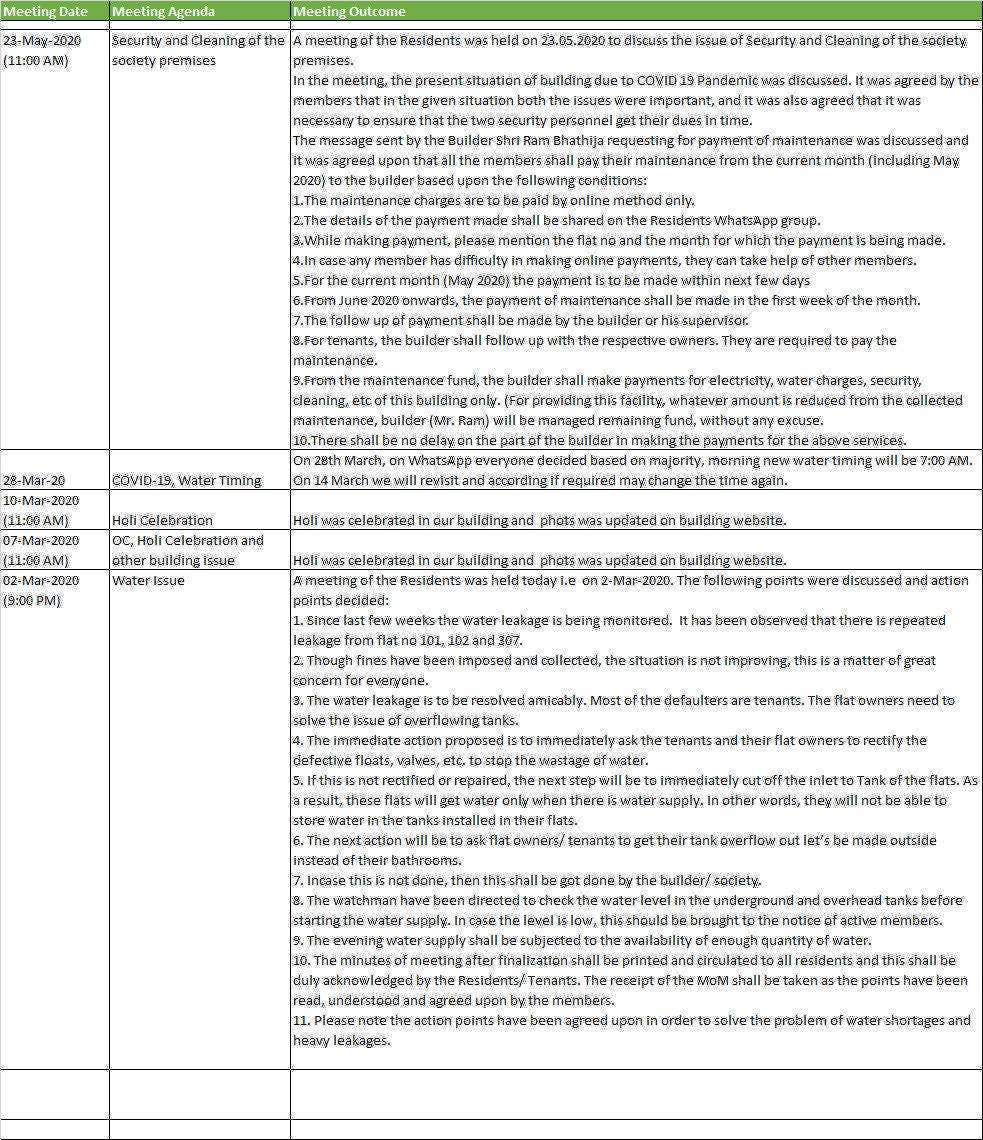 Meeting Date Meeting Agenda Meeting Outcome
23-May-2020 Security and Cleaning of the A meeting of the Residents was held on 23.05.2020 to discuss the issue of Security and Cleaning of the society
(11:00 AM) society premises premises.
In the meeting, the present situation of building due to COVID 19 Pandemic was discussed. It was agreed by the
members that in the given situation both the issues were important, and it was also agreed that it was
necessary to ensure that the two security personnel get their dues in time.
The message sent by the Builder Shri Ram Bhathija requesting for payment of maintenance was discussed and
it was agreed upon that all the members shall pay their maintenance from the current month (including May
2020) to the builder based upon the following conditions:
1.The maintenance charges are to be paid by online method only.
2.The details of the payment made shall be shared on the Residents WhatsApp group.
3.While making payment, please mention the flat no and the month for which the payment is being made.
4.In case any member has difficulty in making online payments, they can take help of other members.
5.For the current month (May 2020) the payment is to be made within next few days
6.From June 2020 onwards, the payment of maintenance shall be made in the first week of the month.
7.The follow up of payment shall be made by the builder or his supervisor.
8.For tenants, the builder shall follow up with the respective owners. They are required to pay the
maintenance.
9.From the maintenance fund, the builder shall make payments for electricity, water charges, security,
cleaning, etc of this building only. (For providing this facility, whatever amount is reduced from the collected
maintenance, builder (Mr. Ram) will be managed remaining fund, without any excuse.
10.There shall be no delay on the part of the builder in making the payments for the above services.
On 28th March, on WhatsApp everyone decided based on majority, morning new water timing will be 7:00 AM.
28-Mar-20 COVID-19, Water Timing On 14 March we will revisit and according if required may change the time again.
10-Mar-2020
(11:00 AM) Holi Celebration Holi was celebrated in our building and  phots was updated on building website.
07-Mar-2020 OC, Holi Celebration and
(11:00 AM) other building issue Holi was celebrated in our building and  phots was updated on building website.
02-Mar-2020 Water Issue A meeting of the Residents was held today i.e  on 2-Mar-2020. The following points were discussed and action
(9:00 PM) points decided:
1. Since last few weeks the water leakage is being monitored.  It has been observed that there is repeated
leakage from flat no 101, 102 and 307.
2. Though fines have been imposed and collected, the situation is not improving, this is a matter of great
concern for everyone.
3. The water leakage is to be resolved amicably. Most of the defaulters are tenants. The flat owners need to
solve the issue of overflowing tanks.
4. The immediate action proposed is to immediately ask the tenants and their flat owners to rectify the
defective floats, valves, etc. to stop the wastage of water.
5. If this is not rectified or repaired, the next step will be to immediately cut off the inlet to Tank of the flats. As
a result, these flats will get water only when there is water supply. In other words, they will not be able to
store water in the tanks installed in their flats.
6. The next action will be to ask flat owners/ tenants to get their tank overflow out let’s be made outside
instead of their bathrooms.
7. Incase this is not done, then this shall be got done by the builder/ society.
8. The watchman have been directed to check the water level in the underground and overhead tanks before
starting the water supply. In case the level is low, this should be brought to the notice of active members.
9. The evening water supply shall be subjected to the availability of enough quantity of water.
10. The minutes of meeting after finalization shall be printed and circulated to all residents and this shall be
duly acknowledged by the Residents/ Tenants. The receipt of the MoM shall be taken as the points have been
read, understood and agreed upon by the members.
11. Please note the action points have been agreed upon in order to solve the problem of water shortages and
heavy leakages.